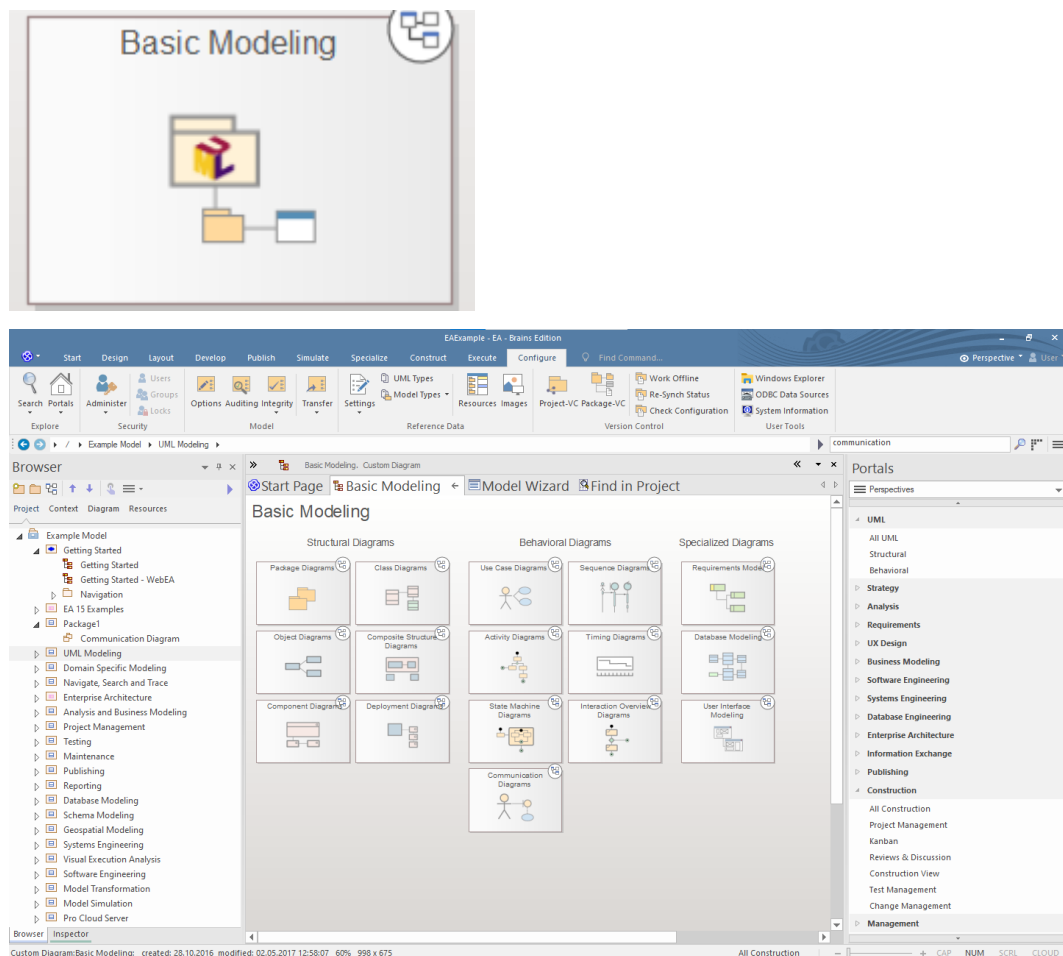 Basic Modeling
UML
EAExample - EA - Brains Edition
Start Design Layout Develop Publish Simulate Specialize Construct Execute Configure Find Command... Perspective User
Search Portals Administer Users Groups Locks Options Auditing Integrity Transfer Settings UML Types Model Types Resources Images Project-VC Package-VC Work Offline Re-Synch Status Check Configuration Windows Explorer ODBC Data Sources System Information
Explore Security Model Reference Data Version Control User Tools
/ Example Model UML Modeling communication
Browser
Project Context Diagram Resources
Example Model
Getting Started
Getting Started
Getting Started - WebEA
Navigation
EA 15 Examples
Package1
Communication Diagram
UML Modeling
Domain Specific Modeling
Navigate, Search and Trace
Enterprise Architecture
Analysis and Business Modeling
Project Management
Testing
Maintenance
Publishing
Reporting
Database Modeling
Schema Modeling
Geospatial Modeling
Systems Engineering
Visual Execution Analysis
Software Engineering
Model Transformation
Model Simulation
Pro Cloud Server
Browser Inspector
Basic Modeling. Custom Diagram
Start Page Basic Modeling Model Wizard Find in Project
Basic Modeling
Structural Diagrams Behavioral Diagrams Specialized Diagrams
Package Diagrams Class Diagrams Use Case Diagrams Sequence Diagrams Requirements Model
Object Diagrams Composite Structure Diagrams Activity Diagrams Timing Diagrams Database Modeling
Component Diagrams Deployment Diagrams State Machine Diagrams Interaction Overview Diagrams User Interface Modeling
Communication Diagrams
Portals
Perspectives
UML
All UML
Structural
Behavioral
Strategy
Analysis
Requirements
UX Design
Business Modeling
Software Engineering
Systems Engineering
Database Engineering
Enterprise Architecture
Information Exchange
Publishing
Construction
All Construction
Project Management
Kanban
Reviews & Discussion
Construction View
Test Management
Change Management
Management
Custom Diagram:Basic Modeling: created: 28.10.2016 modified: 02.05.2017 12:58:07 60% 998 x 675 All Construction CAP NUM SCRL CLOUD